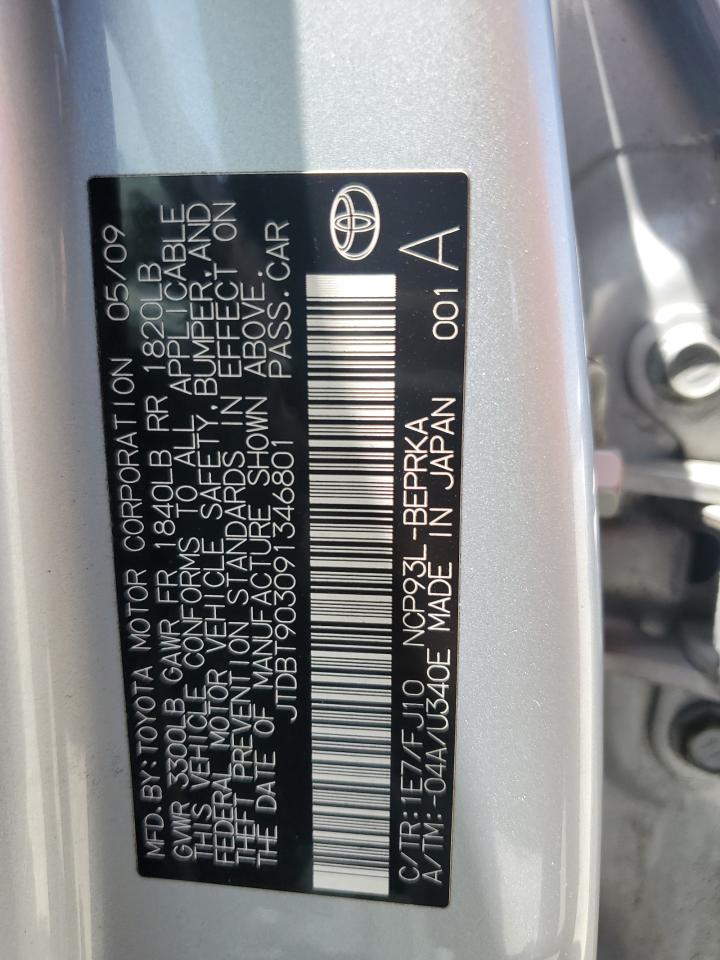 MFD. BY: TOYOTA MOTOR CORPORATION 05/09
GVWR 3300LB GAWR FR 1840LB RR 1820LB
THIS VEHICLE CONFORMS TO ALL APPLICABLE
FEDERAL MOTOR VEHICLE SAFETY, BUMPER, AND
THEFT PREVENTION STANDARDS IN EFFECT ON
THE DATE OF MANUFACTURE SHOWN ABOVE.
JTDBT903091346801 PASS. CAR
C/TR: 1E7/FJ10 NCP93L-BEPRKA 001 A
A/TM: -04A/U340E MADE IN JAPAN